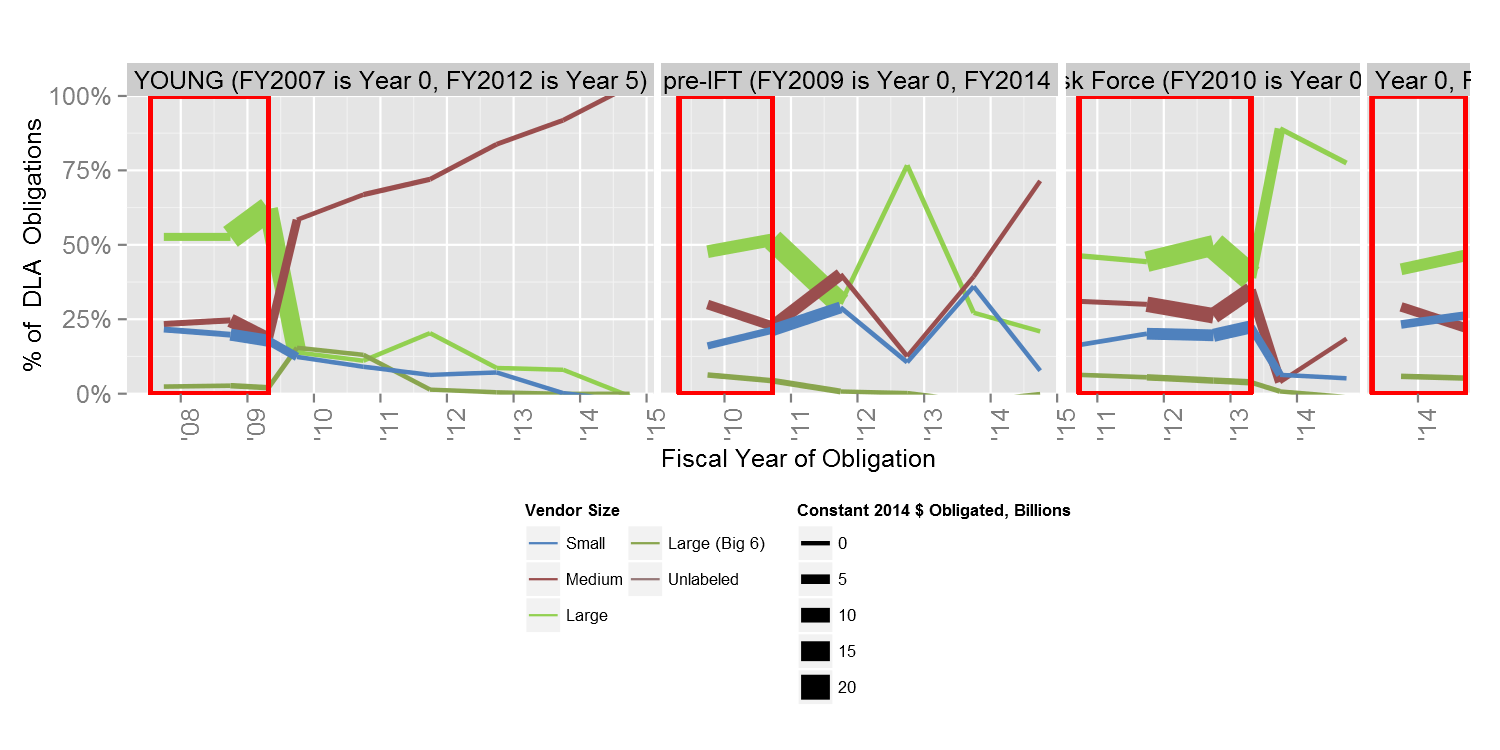 YOUNG (FY2007 is Year 0, FY2012 is Year 5)
pre-IFT (FY2009 is Year 0, FY2014
sk Force (FY2010 is Year 0
Year 0, F
100%
75%
50%
25%
0%
% of DLA Obligations
'08 '09 '10 '11 '12 '13 '14 '15
'10 '11 '12 '13 '14 '15
'11 '12 '13 '14
'14
Fiscal Year of Obligation
Vendor Size
Small
Medium
Large
Large (Big 6)
Unlabeled
Constant 2014 $ Obligated, Billions
0
5
10
15
20